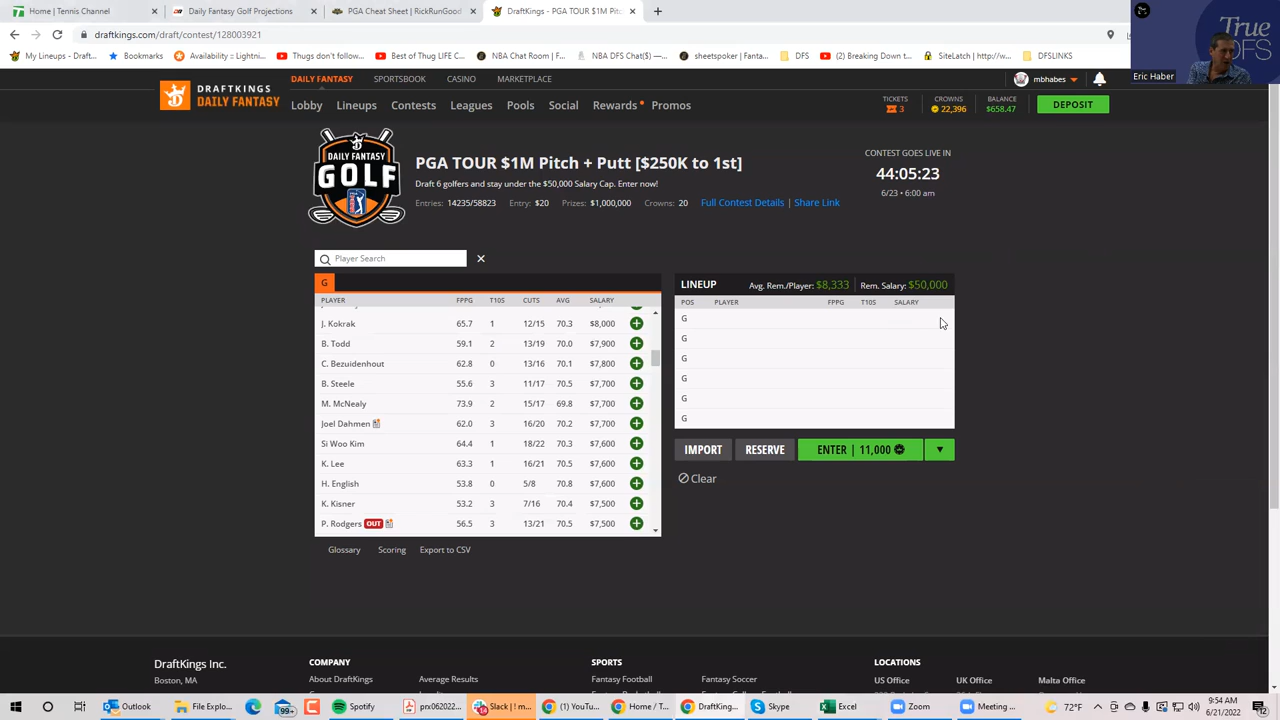 Home | Tennis Channel
Daily Fantasy Golf Projections
PGA Cheat Sheet | RickRunGood
DraftKings - PGA TOUR $1M Pitc
draftkings.com/draft/contest/128003921
My Lineups - Draft...
Bookmarks
Availability :: Lightni...
Thugs don't follow...
Best of Thug LIFE C...
NBA Chat Room | F...
NBA DFS Chat($) —...
sheetspoker | Fanta...
DFS
(2) Breaking Down t...
SiteLatch | http://w...
DFSLINKS
True DFS
Eric Haber
DAILY FANTASY
SPORTSBOOK
CASINO
MARKETPLACE
mbhabes
DRAFTKINGS
DAILY FANTASY
Lobby
Lineups
Contests
Leagues
Pools
Social
Rewards
Promos
TICKETS
3
CROWNS
22,396
BALANCE
$658.47
DEPOSIT
DAILY FANTASY
GOLF
PGA TOUR $1M Pitch + Putt [$250K to 1st]
Draft 6 golfers and stay under the $50,000 Salary Cap. Enter now!
Entries: 14235/58823 Entry: $20 Prizes: $1,000,000 Crowns: 20 Full Contest Details | Share Link
CONTEST GOES LIVE IN
44:05:23
6/23 • 6:00 am
Player Search
G
PLAYER FPPG T10S CUTS AVG SALARY
J. Kokrak 65.7 1 12/15 70.3 $8,000
B. Todd 59.1 2 13/19 70.0 $7,900
C. Bezuidenhout 62.8 0 13/16 70.1 $7,800
B. Steele 55.6 3 11/17 70.5 $7,700
M. McNealy 73.9 2 15/17 69.8 $7,700
Joel Dahmen 62.0 3 16/20 70.2 $7,700
Si Woo Kim 64.4 1 18/22 70.3 $7,600
K. Lee 63.3 1 16/21 70.5 $7,600
H. English 53.8 0 5/8 70.8 $7,600
K. Kisner 53.2 3 7/16 70.4 $7,500
P. Rodgers OUT 56.5 3 13/21 70.5 $7,500
Glossary
Scoring
Export to CSV
LINEUP Avg. Rem./Player: $8,333 Rem. Salary: $50,000
POS PLAYER FPPG T10S SALARY
G
G
G
G
G
G
IMPORT
RESERVE
ENTER | 11,000
Clear
DraftKings Inc.
Boston, MA
COMPANY
About DraftKings
Average Results
SPORTS
Fantasy Football
Fantasy Soccer
LOCATIONS
US Office
UK Office
Malta Office
Outlook
File Explo...
99+
Spotify
prx062022...
Slack | ! m...
(1) YouTu...
Home / T...
DraftKing...
Skype
Excel
Zoom
Meeting ...
72°F
9:54 AM
6/21/2022
12